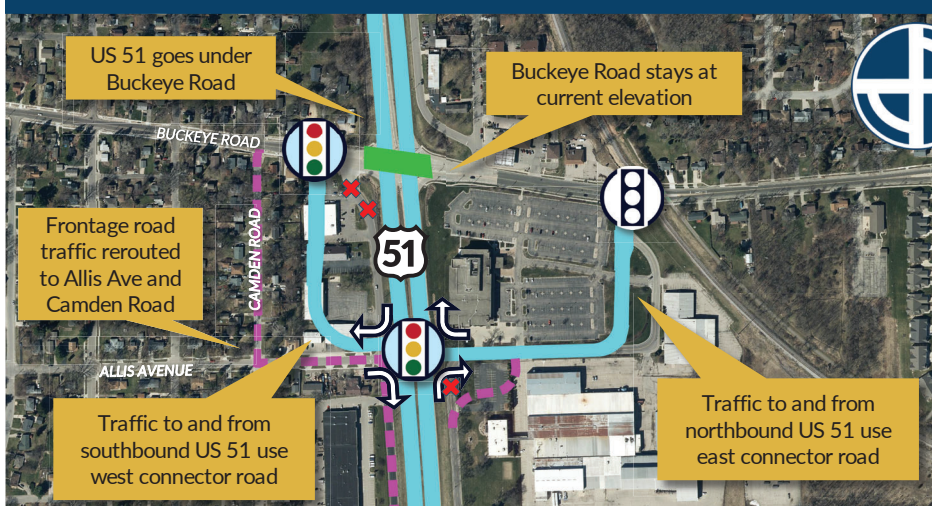 US 51 goes under
Buckeye Road
Buckeye Road stays at
current elevation
BUCKEYE ROAD
Frontage road
traffic rerouted
to Allis Ave and
Camden Road
CAMDEN ROAD
51
ALLIS AVENUE
Traffic to and from
southbound US 51 use
west connector road
Traffic to and from
northbound US 51 use
east connector road